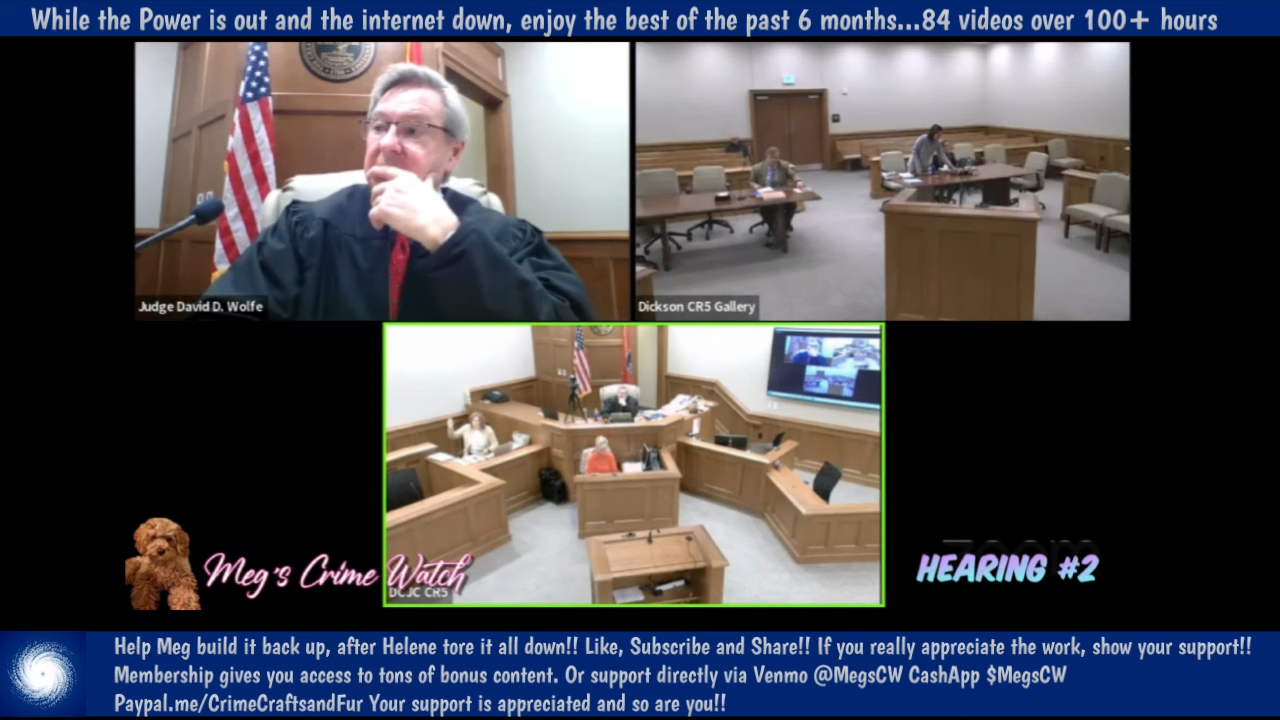 While the Power is out and the internet down, enjoy the best of the past 6 months...84 videos over 100+ hours
Judge David D. Wolfe
Dickson CR5 Gallery
Meg's Crime Watch
DCJC CR5
HEARING #2
Help Meg build it back up, after Helene tore it all down!! Like, Subscribe and Share!! If you really appreciate the work, show your support!!
Membership gives you access to tons of bonus content. Or support directly via Venmo @MegsCW CashApp $MegsCW
Paypal.me/CrimeCraftsandFur Your support is appreciated and so are you!!